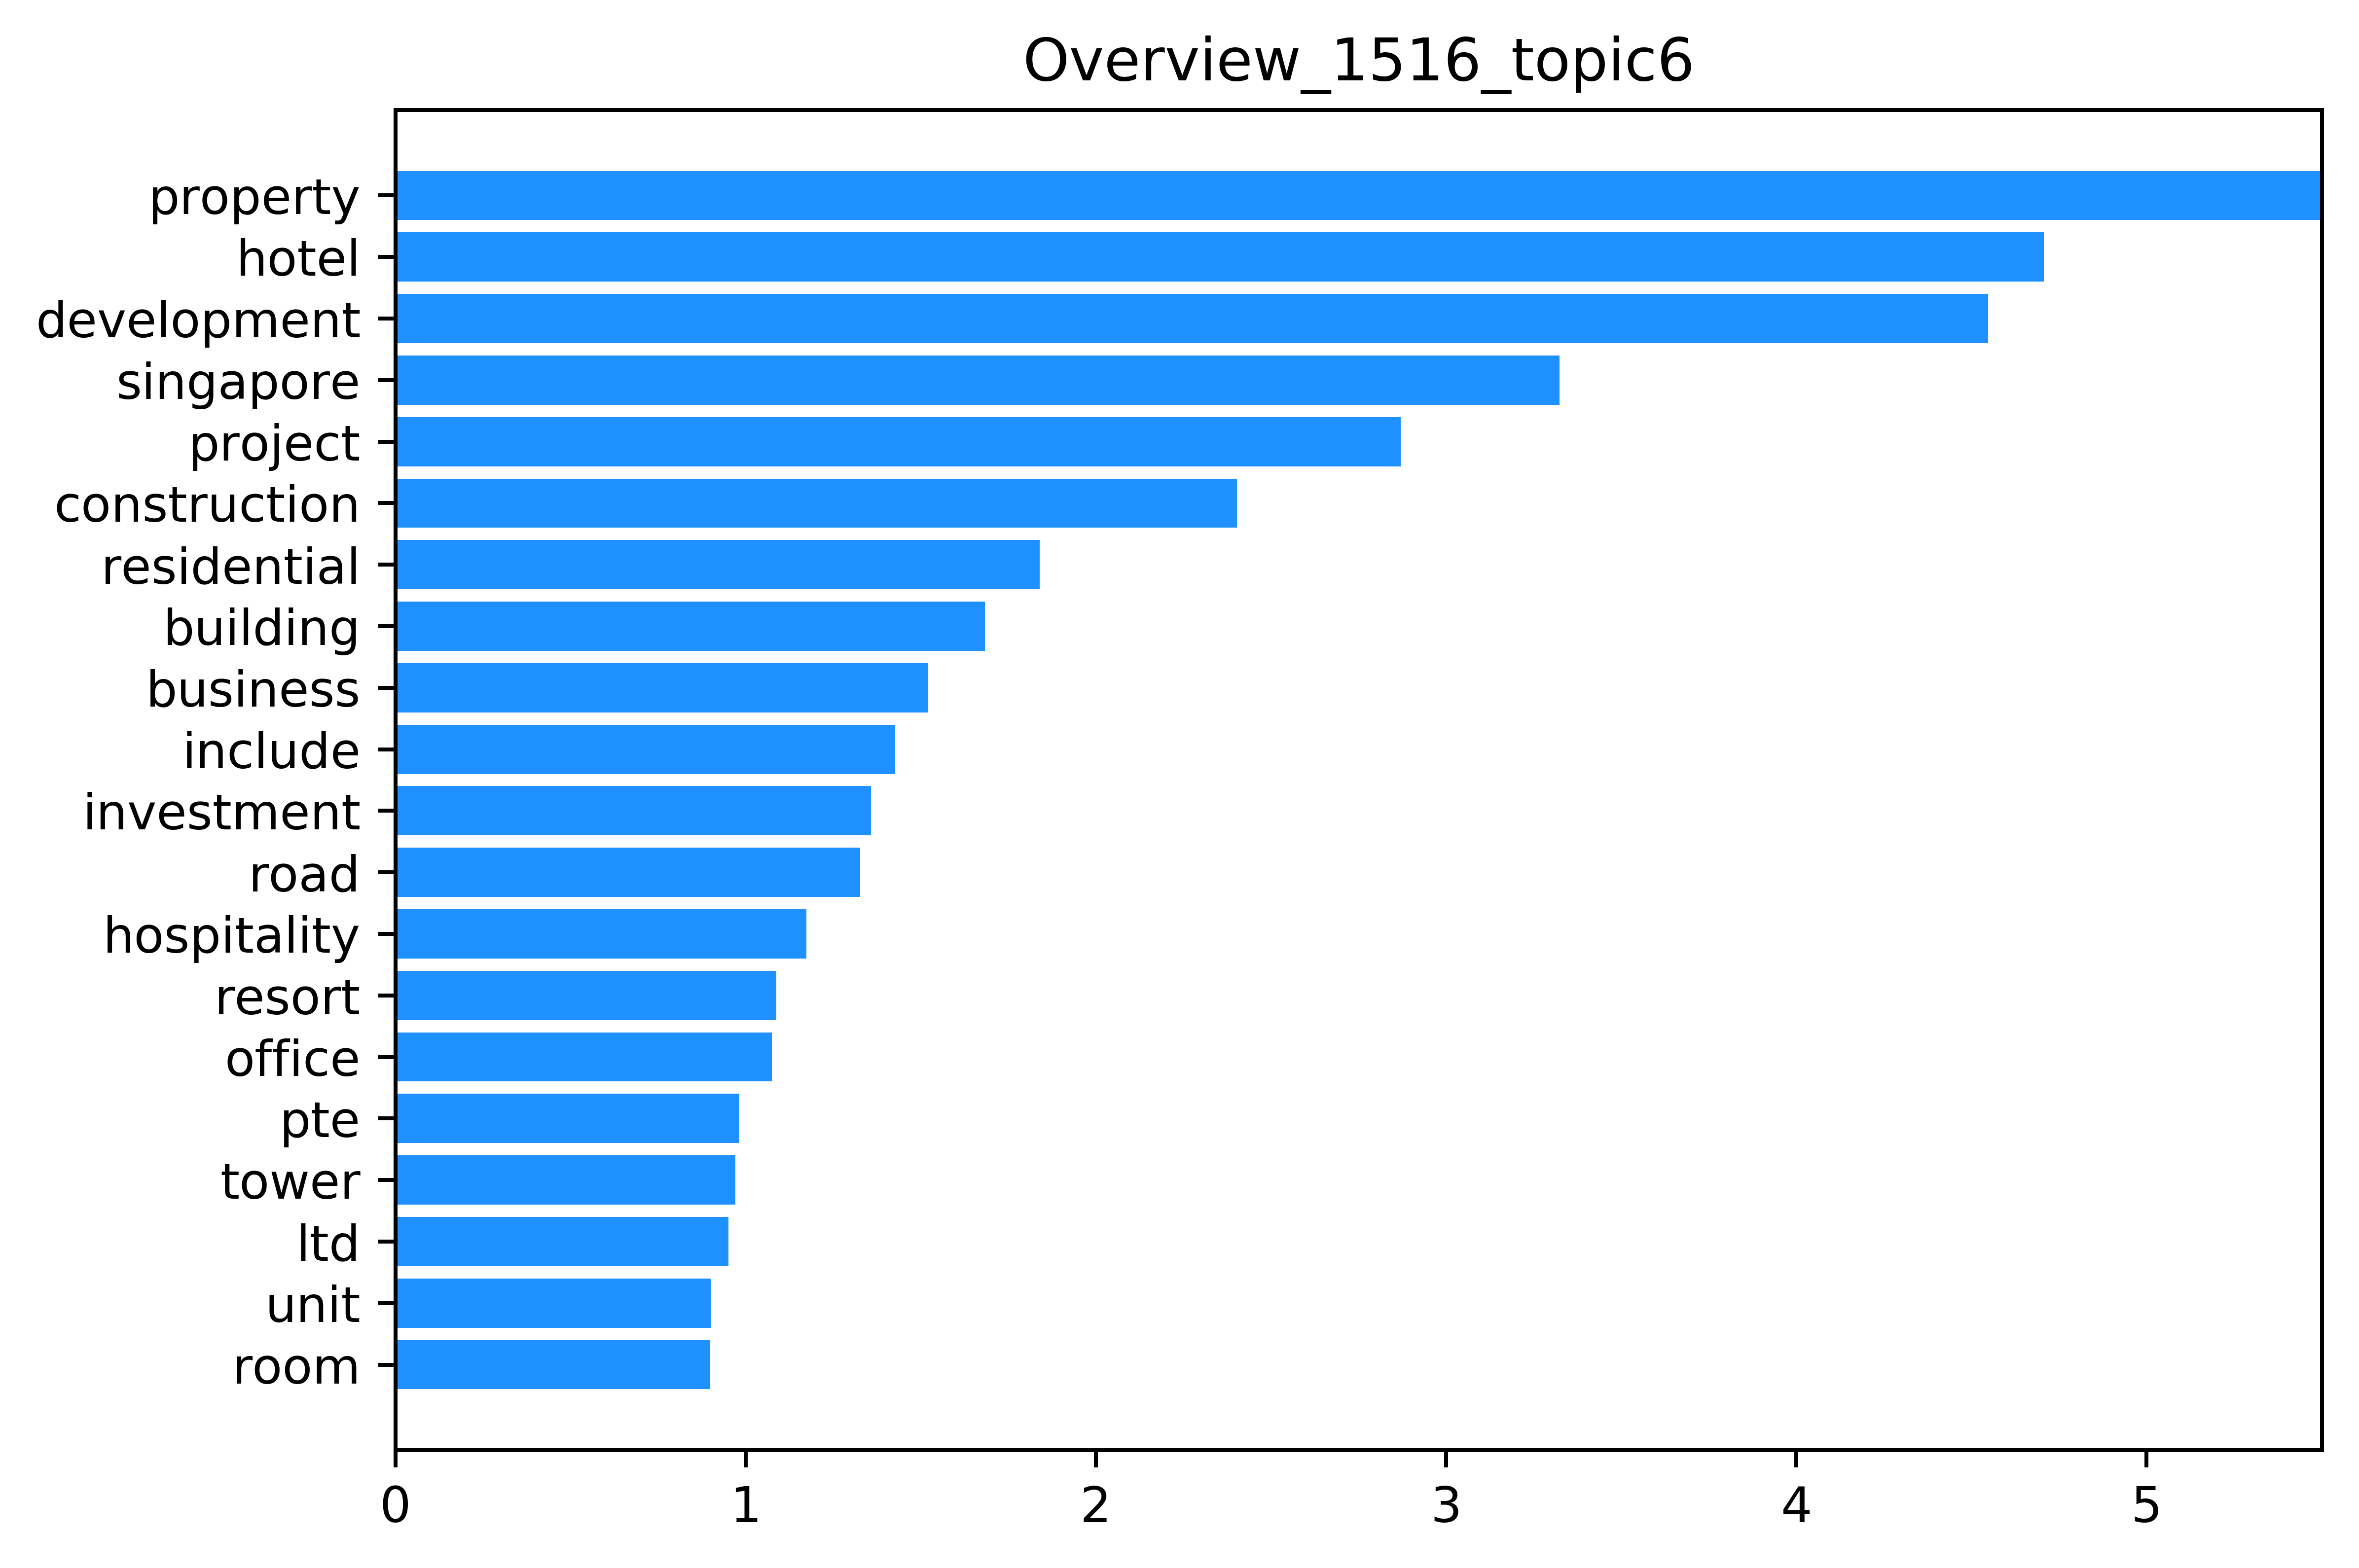 Overview_1516_topic6
property
hotel
development
singapore
project
construction
residential
building
business
include
investment
road
hospitality
resort
office
pte
tower
ltd
unit
room
0 1 2 3 4 5